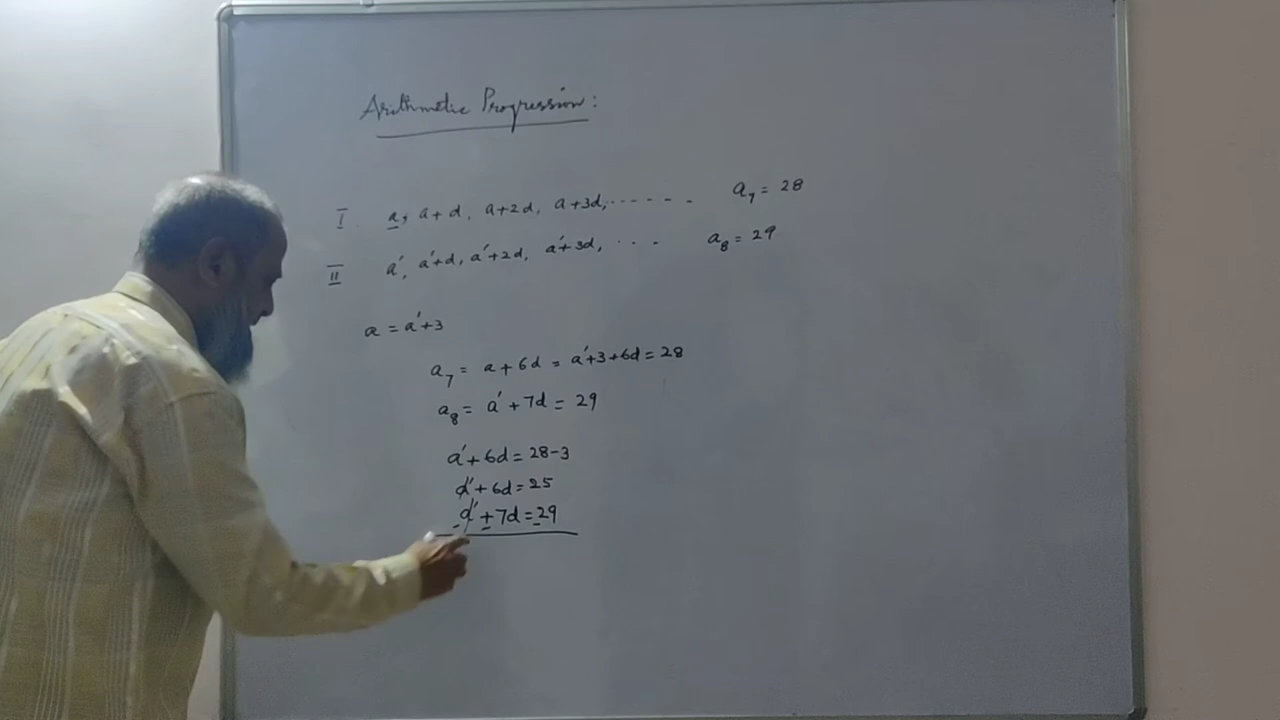 Arithmetic Progression:
I. a, a+d, a+2d, a+3d,...... a₇ = 28
II a', a'+d, a'+2d, a'+3d, ... a₈ = 29
a = a'+3
a₇ = a+6d = a'+3+6d = 28
a₈ = a'+7d = 29
a'+6d = 28-3
a'+6d = 25
a'+7d = 29